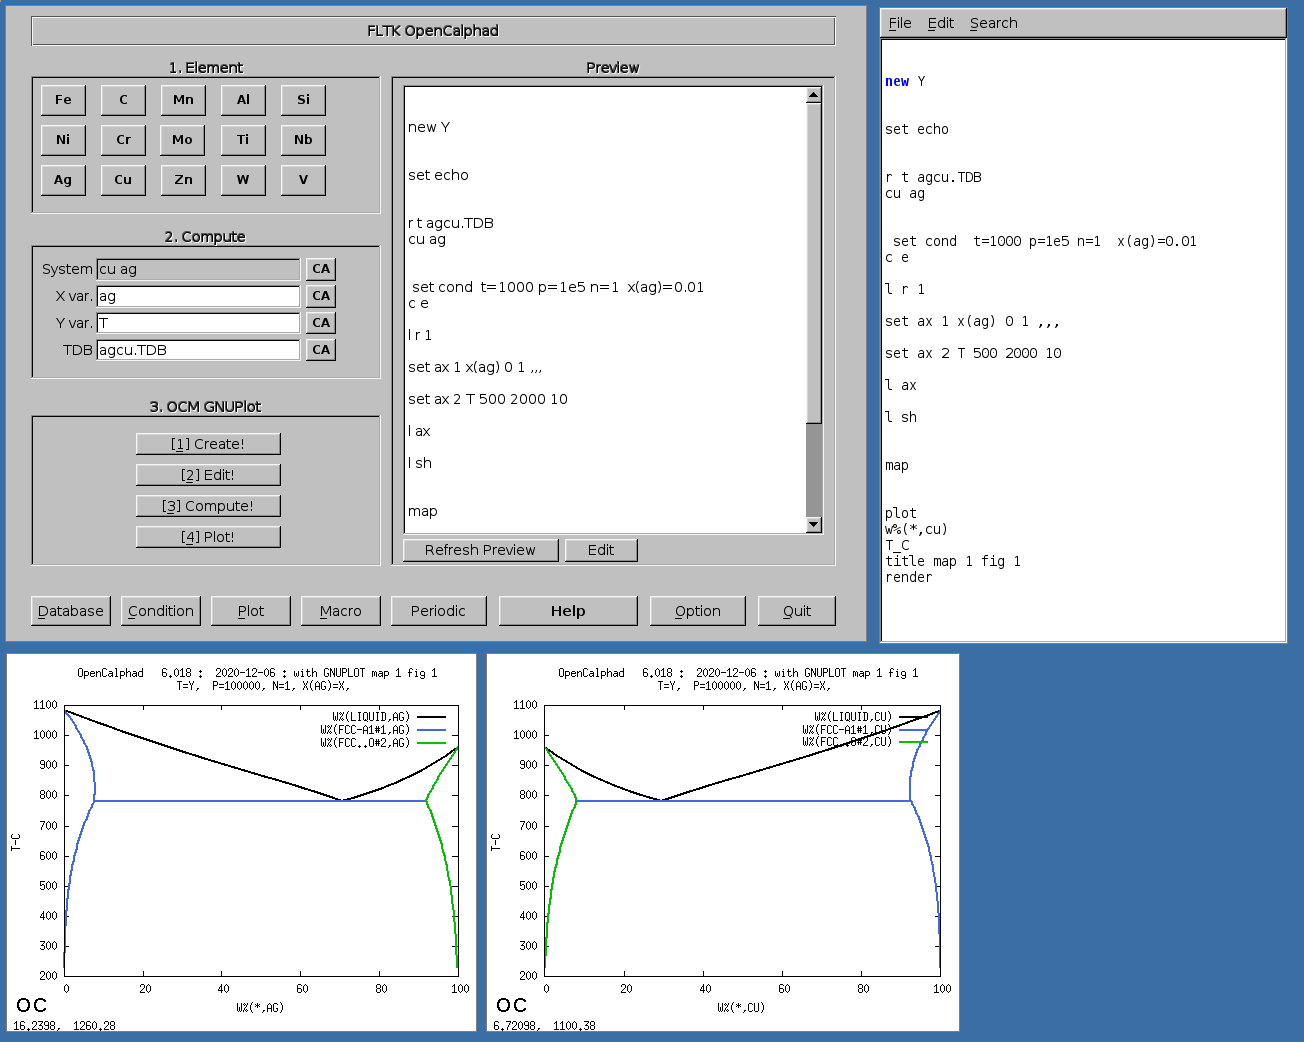 FLTK OpenCalphad
1. Element
Fe C Mn Al Si
Ni Cr Mo Ti Nb
Ag Cu Zn W V
2. Compute
System cu ag CA
X var. ag CA
Y var. T CA
TDB agcu.TDB CA
3. OCM GNUPlot
[1] Create!
[2] Edit!
[3] Compute!
[4] Plot!
Preview
new Y
set echo
r t agcu.TDB
cu ag
set cond  t=1000 p=1e5 n=1  x(ag)=0.01
c e
l r 1
set ax 1 x(ag) 0 1 ,,,
set ax 2 T 500 2000 10
l ax
l sh
map
Refresh Preview Edit
Database Condition Plot Macro Periodic Help Option Quit
File Edit Search
new Y
set echo
r t agcu.TDB
cu ag
set cond  t=1000 p=1e5 n=1  x(ag)=0.01
c e
l r 1
set ax 1 x(ag) 0 1 ,,,
set ax 2 T 500 2000 10
l ax
l sh
map
plot
w%(*,cu)
T_C
title map 1 fig 1
render
OpenCalphad   6.018 :  2020-12-06 : with GNUPLOT map 1 fig 1
T=Y,  P=100000, N=1, X(AG)=X,
W%(LIQUID,AG)
W%(FCC-A1#1,AG)
W%(FCC..O#2,AG)
1100
1000
900
800
700
600
500
400
300
200
T-C
0 20 40 60 80 100
W%(*,AG)
OC
16.2398,  1260.28
OpenCalphad   6.018 :  2020-12-06 : with GNUPLOT map 1 fig 1
T=Y,  P=100000, N=1, X(AG)=X,
W%(LIQUID,CU)
W%(FCC-A1#1,CU)
W%(FCC..O#2,CU)
1100
1000
900
800
700
600
500
400
300
200
T-C
0 20 40 60 80 100
W%(*,CU)
OC
6.72098,  1100.38